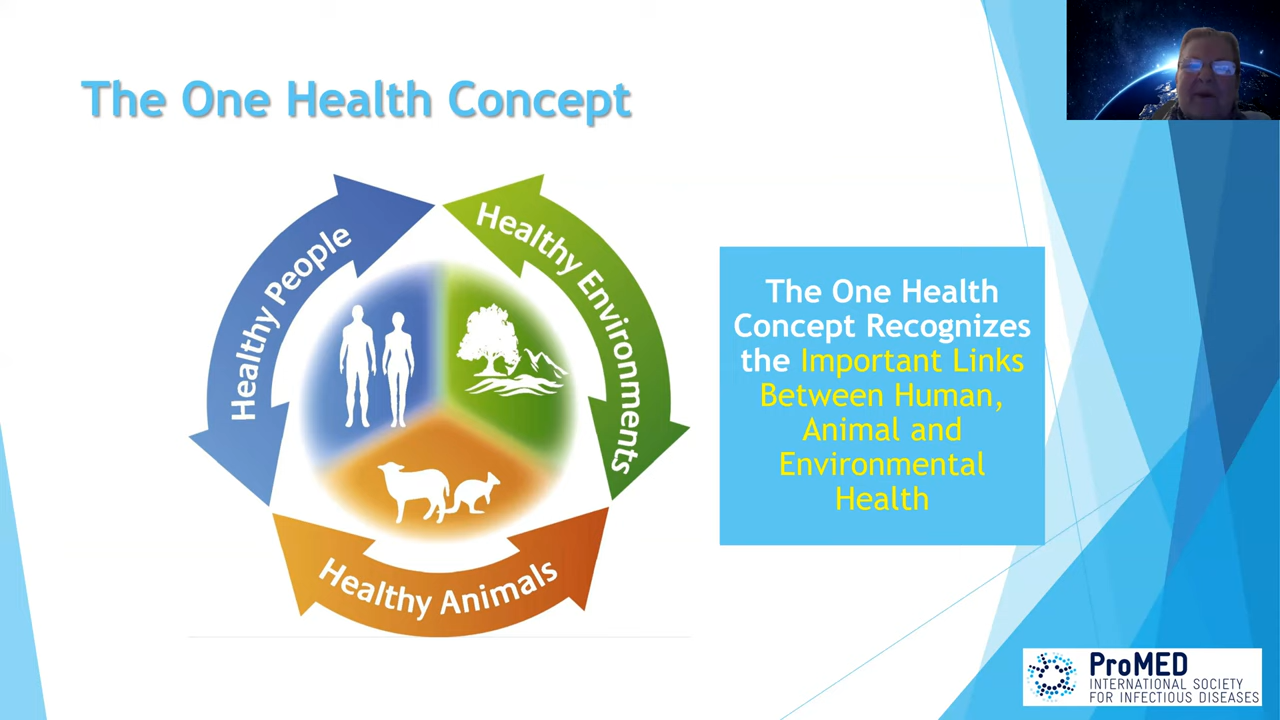 The One Health Concept
Healthy People
Healthy Environments
Healthy Animals
The One Health
Concept Recognizes
the Important Links
Between Human,
Animal and
Environmental
Health
ProMED
INTERNATIONAL SOCIETY
FOR INFECTIOUS DISEASES